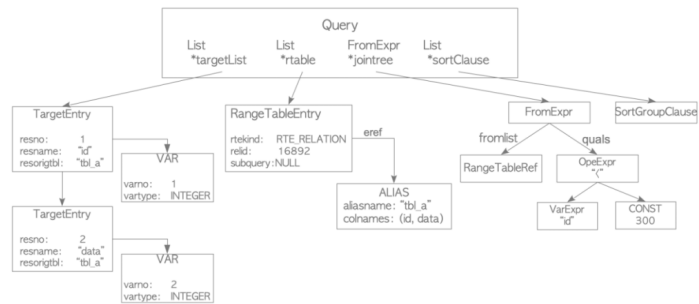 Query
List List FromExpr List
*targetList *rtable *jointree *sortClause
TargetEntry
resno: 1
resname: "id"
resorigtbl: "tbl_a"
VAR
varno: 1
vartype: INTEGER
TargetEntry
resno: 2
resname: "data"
resorigtbl: "tbl_a"
VAR
varno: 2
vartype: INTEGER
RangeTableEntry
rtekind: RTE_RELATION
relid: 16892
subquery:NULL
eref
ALIAS
aliasname: "tbl_a"
colnames: (id, data)
FromExpr
fromlist
quals
RangeTableRef
OpeExpr
"<"
VarExpr
"id"
CONST
300
SortGroupClause